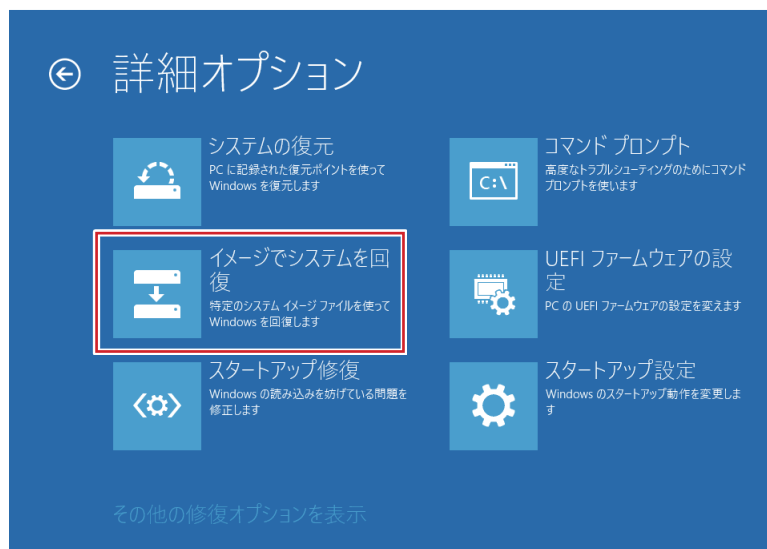 詳細オプション
システムの復元
PC に記録された復元ポイントを使って
Windows を復元します
イメージでシステムを回
復
特定のシステム イメージ ファイルを使って
Windows を回復します
スタートアップ修復
Windows の読み込みを妨げている問題を
修正します
コマンド プロンプト
高度なトラブルシューティングのためにコマンド
プロンプトを使います
C:\
UEFI ファームウェアの設
定
PC の UEFI ファームウェアの設定を変えます
スタートアップ設定
Windows のスタートアップ動作を変更しま
す
その他の修復オプションを表示